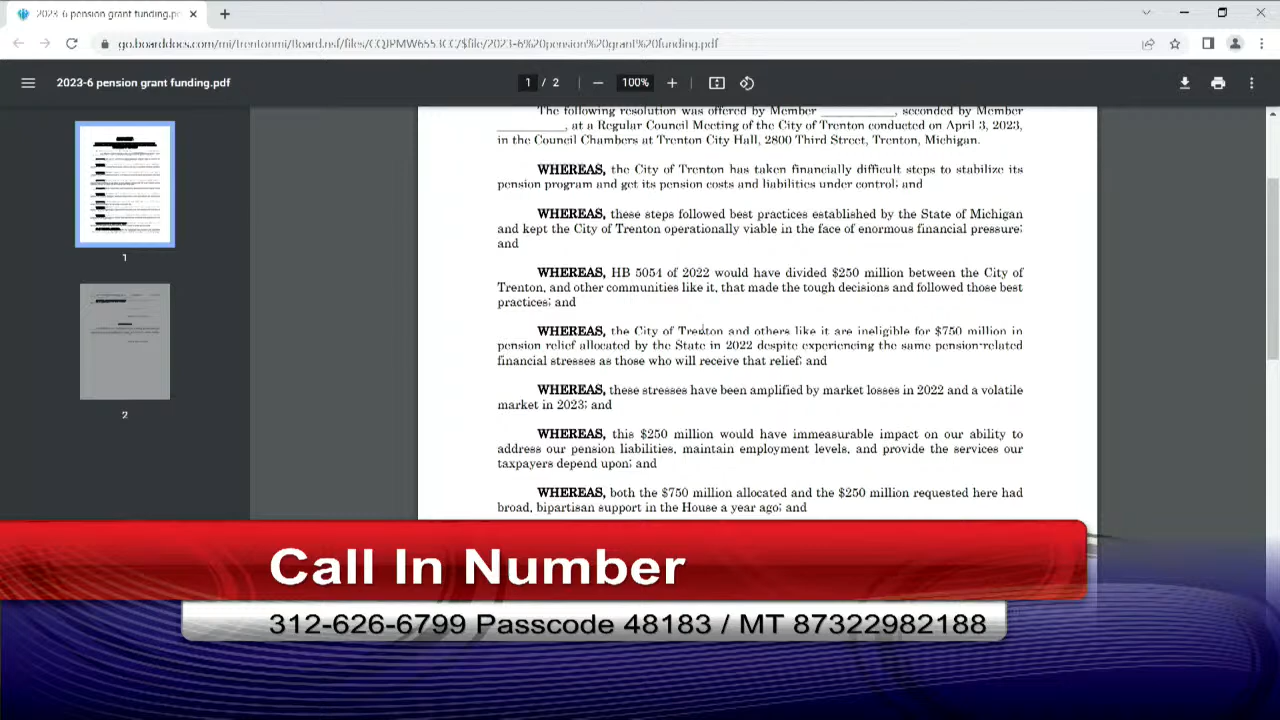 2023-6 pension grant funding.pd
go.boarddocs.com/mi/trentonmi/Board.nsf/files/CQJPMW6553CC/$file/2023-6%20pension%20grant%20funding.pdf
2023-6 pension grant funding.pdf
1 / 2
100%
The following resolution was offered by Member ____________, seconded by Member
___________, at a Regular Council Meeting of the City of Trenton conducted on April 3, 2023,
in the Council Chambers at Trenton City Hall, 2800 Third Street, Trenton, Michigan.
WHEREAS, the City of Trenton has taken financially difficult steps to stabilize its
pension program and get its pension costs and liabilities under control; and
WHEREAS, these steps followed best practices established by the State of Michigan
and kept the City of Trenton operationally viable in the face of enormous financial pressure;
and
WHEREAS, HB 5054 of 2022 would have divided $250 million between the City of
Trenton, and other communities like it, that made the tough decisions and followed those best
practices; and
WHEREAS, the City of Trenton and others like it are ineligible for $750 million in
pension relief allocated by the State in 2022 despite experiencing the same pension-related
financial stresses as those who will receive that relief; and
WHEREAS, these stresses have been amplified by market losses in 2022 and a volatile
market in 2023; and
WHEREAS, this $250 million would have immeasurable impact on our ability to
address our pension liabilities, maintain employment levels, and provide the services our
taxpayers depend upon; and
WHEREAS, both the $750 million allocated and the $250 million requested here had
broad, bipartisan support in the House a year ago; and
1
2
Call In Number
312-626-6799 Passcode 48183 / MT 87322982188